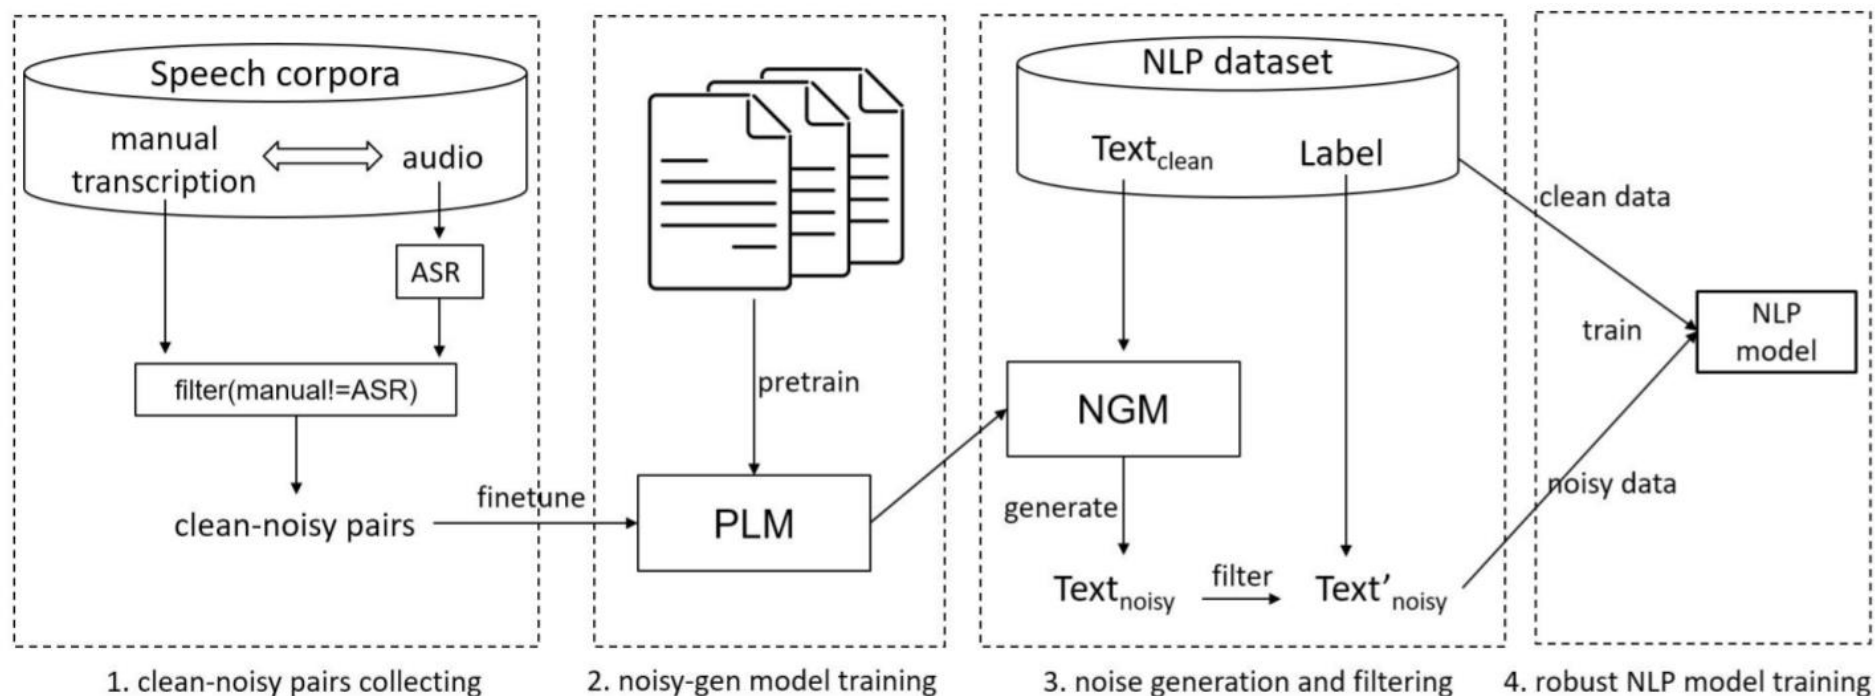 Speech corpora
manual
transcription
audio
ASR
filter(manual!=ASR)
clean-noisy pairs
finetune
1. clean-noisy pairs collecting
pretrain
PLM
2. noisy-gen model training
NLP dataset
Text_clean
Label
NGM
generate
Text_noisy
filter
Text'_noisy
3. noise generation and filtering
clean data
train
NLP
model
noisy data
4. robust NLP model training